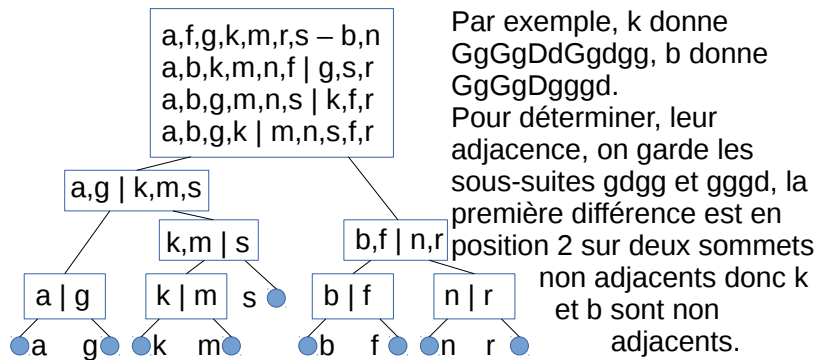 a,f,g,k,m,r,s – b,n
a,b,k,m,n,f | g,s,r
a,b,g,m,n,s | k,f,r
a,b,g,k | m,n,s,f,r
a,g | k,m,s
k,m | s
b,f | n,r
a | g
k | m
s
b | f
n | r
a
g
k
m
b
f
n
r
Par exemple, k donne
GgGgDdGgdgg, b donne
GgGgDgggd.
Pour déterminer, leur
adjacence, on garde les
sous-suites gdgg et gggd, la
première différence est en
position 2 sur deux sommets
non adjacents donc k
et b sont non
adjacents.